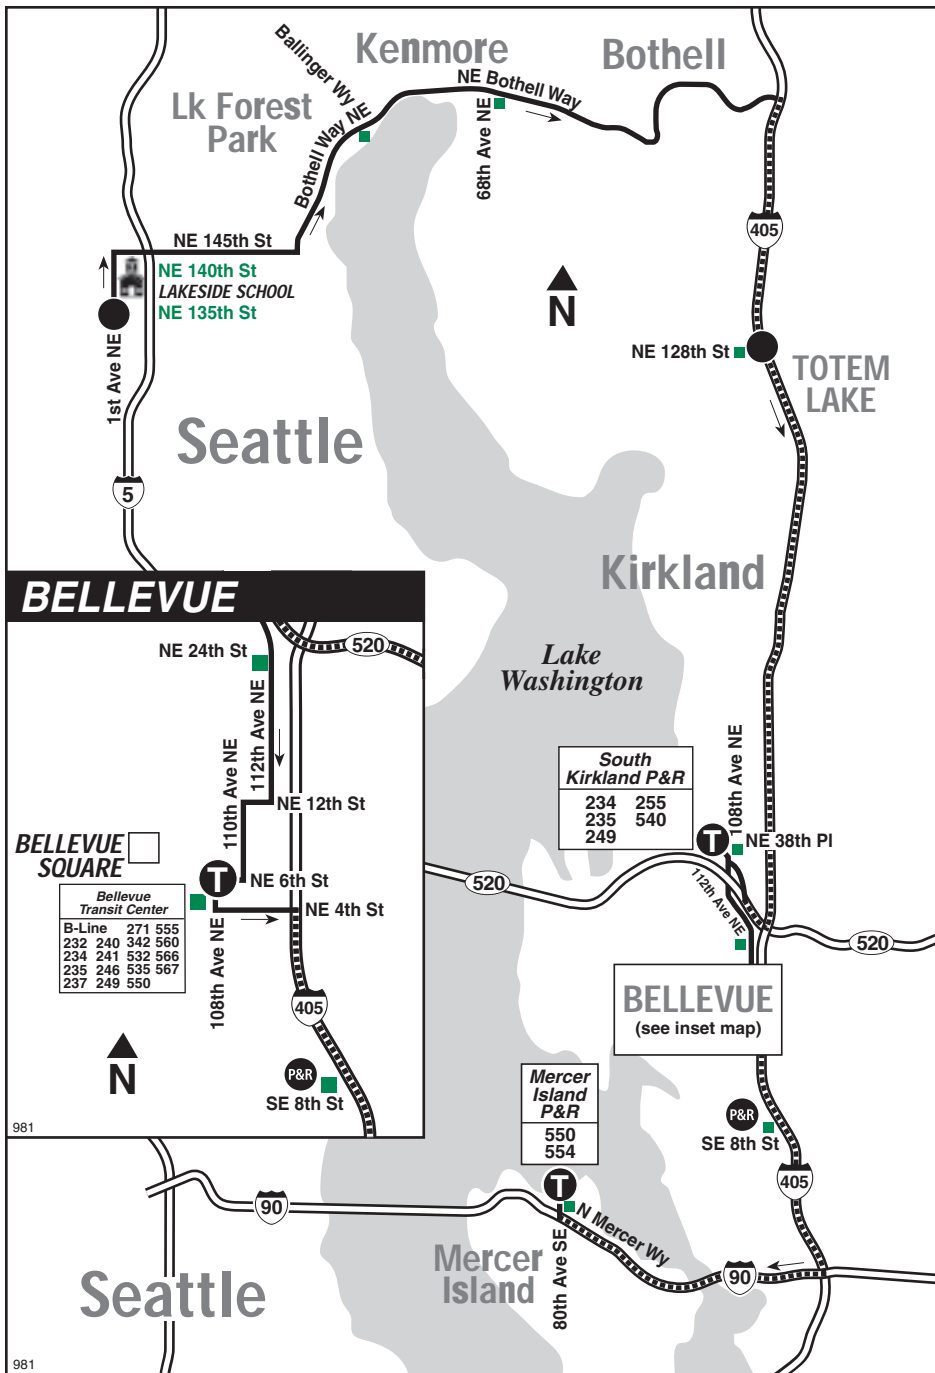 Kenmore
Bothell
Ballinger Wy
NE Bothell Way
Lk Forest
Park
Bothell Way NE
68th Ave NE
405
NE 145th St
NE 140th St
LAKESIDE SCHOOL
NE 135th St
1st Ave NE
N
NE 128th St
TOTEM
LAKE
Seattle
5
Kirkland
Lake
Washington
South
Kirkland P&R
234 255
235 540
249
108th Ave NE
T
NE 38th Pl
112th Ave NE
520
520
BELLEVUE
(see inset map)
Mercer
Island
P&R
550
554
P&R
SE 8th St
405
T
N Mercer Wy
80th Ave SE
90
90
Mercer
Island
Seattle
981
BELLEVUE
NE 24th St
520
112th Ave NE
110th Ave NE
NE 12th St
BELLEVUE
SQUARE
T
NE 6th St
NE 4th St
Bellevue
Transit Center
B-Line 271 555
232 240 342 560
234 241 532 566
235 246 535 567
237 249 550
108th Ave NE
405
N
P&R
SE 8th St
981